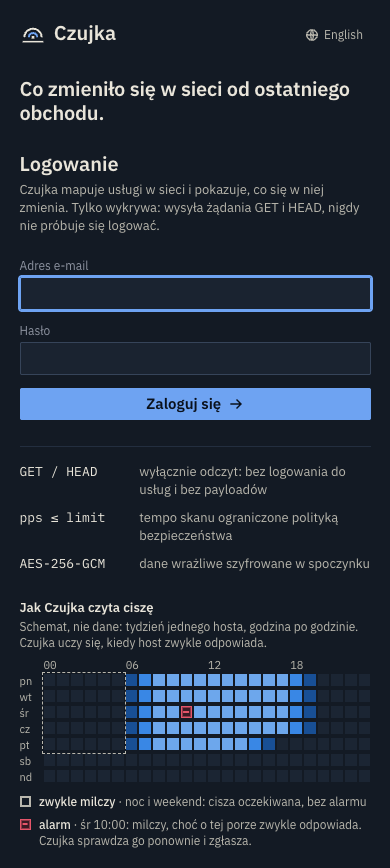 Czujka
English
Co zmieniło się w sieci od ostatniego
obchodu.
Logowanie
Czujka mapuje usługi w sieci i pokazuje, co się w niej
zmienia. Tylko wykrywa: wysyła żądania GET i HEAD, nigdy
nie próbuje się logować.
Adres e-mail
Hasło
Zaloguj się →
GET / HEAD
wyłącznie odczyt: bez logowania do
usług i bez payloadów
pps ≤ limit
tempo skanu ograniczone polityką
bezpieczeństwa
AES-256-GCM
dane wrażliwe szyfrowane w spoczynku
Jak Czujka czyta ciszę
Schemat, nie dane: tydzień jednego hosta, godzina po godzinie.
Czujka uczy się, kiedy host zwykle odpowiada.
00 06 12 18
pn
wt
śr
cz
pt
sb
nd
zwykle milczy · noc i weekend: cisza oczekiwana, bez alarmu
alarm · śr 10:00: milczy, choć o tej porze zwykle odpowiada.
Czujka sprawdza go ponownie i zgłasza.